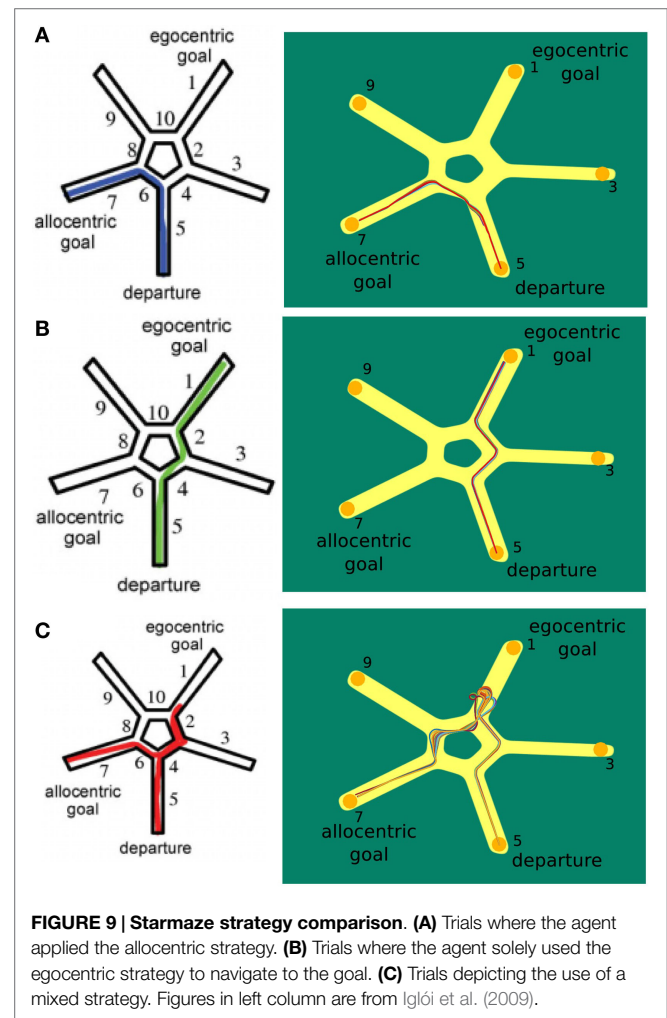 A
egocentric
goal
1
10
9
8
2
3
7
6
4
5
allocentric
goal
departure
egocentric
goal
1
9
3
7
allocentric
goal
5
departure
B
egocentric
goal
1
10
9
8
2
3
7
6
4
5
allocentric
goal
departure
egocentric
goal
1
9
3
7
allocentric
goal
5
departure
C
egocentric
goal
1
10
9
8
2
3
7
6
4
5
allocentric
goal
departure
egocentric
goal
1
9
3
7
allocentric
goal
5
departure
FIGURE 9 | Starmaze strategy comparison. (A) Trials where the agent
applied the allocentric strategy. (B) Trials where the agent solely used the
egocentric strategy to navigate to the goal. (C) Trials depicting the use of a
mixed strategy. Figures in left column are from Iglói et al. (2009).